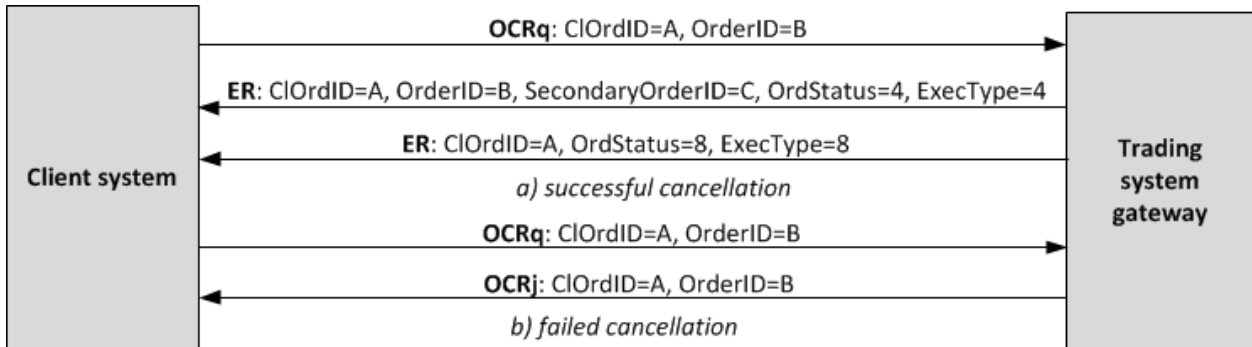 OCRq: ClOrdID=A, OrderID=B
ER: ClOrdID=A, OrderID=B, SecondaryOrderID=C, OrdStatus=4, ExecType=4
ER: ClOrdID=A, OrdStatus=8, ExecType=8
a) successful cancellation
OCRq: ClOrdID=A, OrderID=B
OCRj: ClOrdID=A, OrderID=B
b) failed cancellation
Client system
Trading
system
gateway